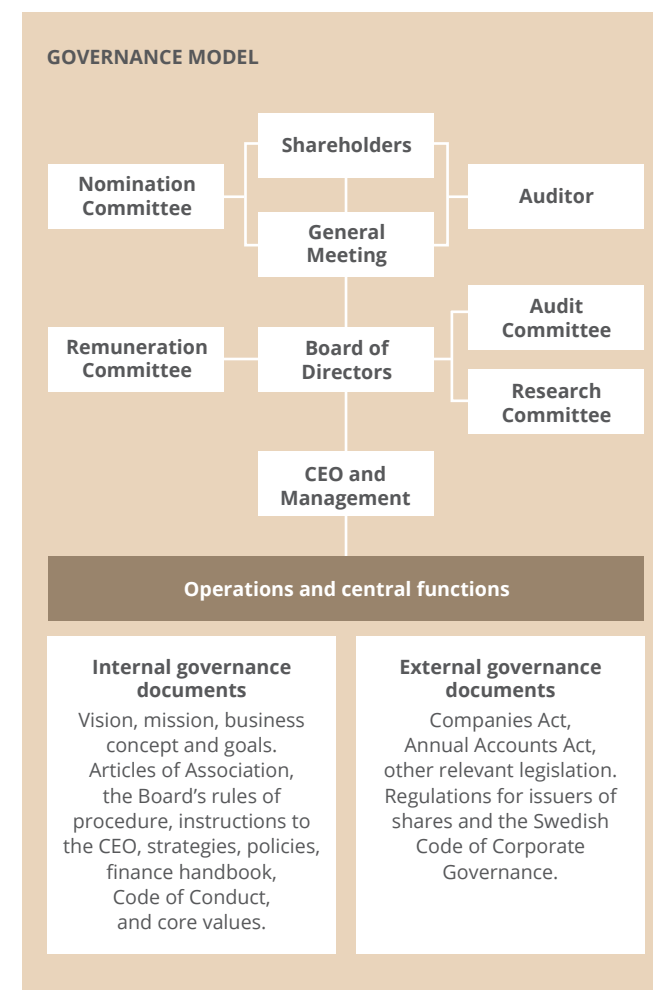 GOVERNANCE MODEL
Shareholders
Nomination
Committee
Auditor
General
Meeting
Audit
Committee
Remuneration
Committee
Board of
Directors
Research
Committee
CEO and
Management
Operations and central functions
Internal governance
documents
Vision, mission, business
concept and goals.
Articles of Association,
the Board’s rules of
procedure, instructions to
the CEO, strategies, policies,
finance handbook,
Code of Conduct,
and core values.
External governance
documents
Companies Act,
Annual Accounts Act,
other relevant legislation.
Regulations for issuers of
shares and the Swedish
Code of Corporate
Governance.